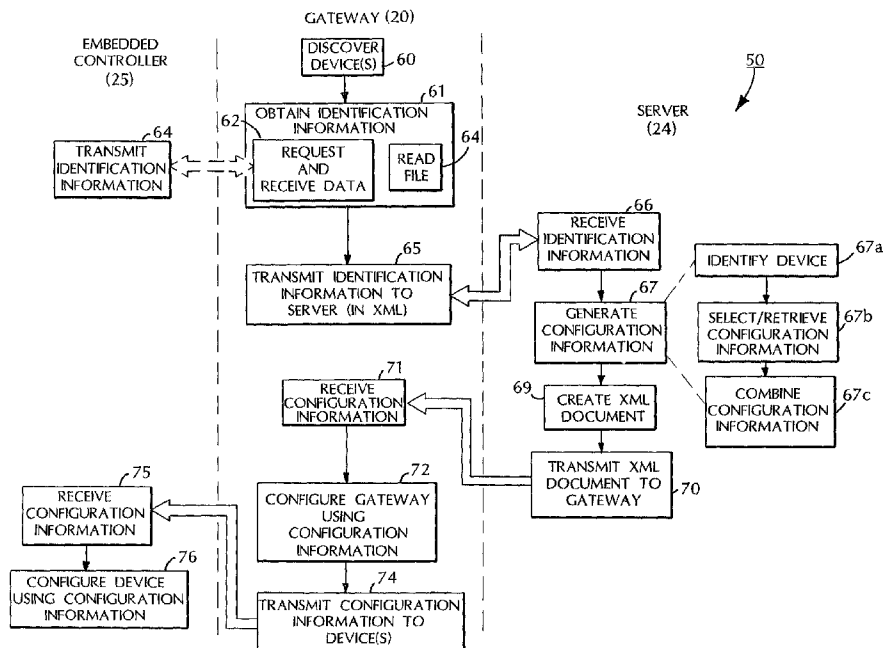 GATEWAY (20)
EMBEDDED
CONTROLLER
(25)
DISCOVER
DEVICE(S)
60
50
SERVER
(24)
61
OBTAIN IDENTIFICATION
INFORMATION
62
REQUEST
AND
RECEIVE DATA
64
READ
FILE
64
TRANSMIT
IDENTIFICATION
INFORMATION
65
TRANSMIT IDENTIFICATION
INFORMATION TO
SERVER (IN XML)
66
RECEIVE
IDENTIFICATION
INFORMATION
67
GENERATE
CONFIGURATION
INFORMATION
IDENTIFY DEVICE
67a
SELECT/RETRIEVE
CONFIGURATION
INFORMATION
67b
COMBINE
CONFIGURATION
INFORMATION
67c
69
CREATE XML
DOCUMENT
TRANSMIT XML
DOCUMENT TO
GATEWAY
70
71
RECEIVE
CONFIGURATION
INFORMATION
72
CONFIGURE GATEWAY
USING
CONFIGURATION
INFORMATION
74
TRANSMIT CONFIGURATION
INFORMATION TO
DEVICE(S)
75
RECEIVE
CONFIGURATION
INFORMATION
76
CONFIGURE DEVICE
USING CONFIGURATION
INFORMATION